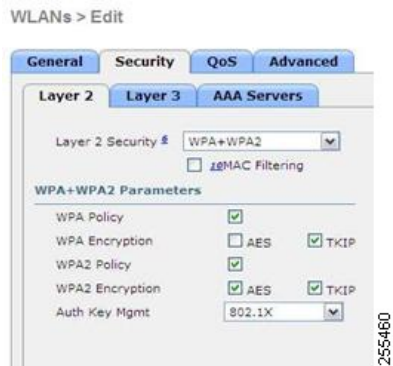 WLANs > Edit
General Security QoS Advanced
Layer 2 Layer 3 AAA Servers
Layer 2 Security 6 WPA+WPA2
10MAC Filtering
WPA+WPA2 Parameters
WPA Policy
WPA Encryption AES TKIP
WPA2 Policy
WPA2 Encryption AES TKIP
Auth Key Mgmt 802.1X
255460